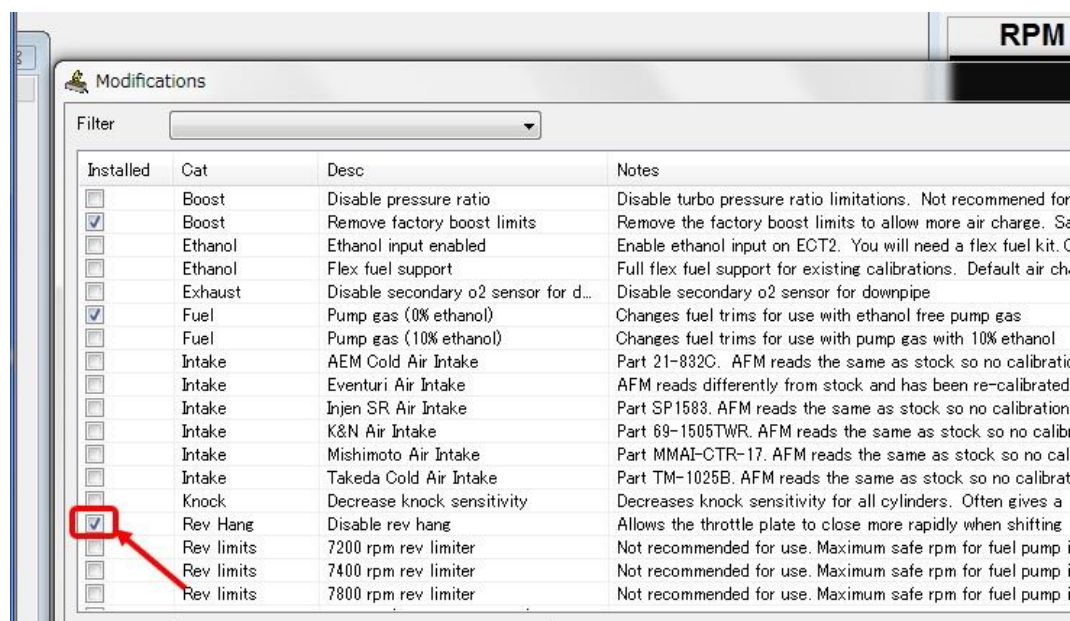 RPM
Modifications
Filter
Installed Cat Desc Notes
Boost Disable pressure ratio Disable turbo pressure ratio limitations. Not recommened for
Boost Remove factory boost limits Remove the factory boost limits to allow more air charge. Sa
Ethanol Ethanol input enabled Enable ethanol input on ECT2. You will need a flex fuel kit.
Ethanol Flex fuel support Full flex fuel support for existing calibrations. Default air ch
Exhaust Disable secondary o2 sensor for d... Disable secondary o2 sensor for downpipe
Fuel Pump gas (0% ethanol) Changes fuel trims for use with ethanol free pump gas
Fuel Pump gas (10% ethanol) Changes fuel trims for use with pump gas with 10% ethanol
Intake AEM Cold Air Intake Part 21-832C. AFM reads the same as stock so no calibratio
Intake Eventuri Air Intake AFM reads differently from stock and has been re-calibrated
Intake Injen SR Air Intake Part SP1583. AFM reads the same as stock so no calibration
Intake K&N Air Intake Part 69-1505TWR. AFM reads the same as stock so no calib
Intake Mishimoto Air Intake Part MMAI-CTR-17. AFM reads the same as stock so no cal
Intake Takeda Cold Air Intake Part TM-1025B. AFM reads the same as stock so no calibrat
Knock Decrease knock sensitivity Decreases knock sensitivity for all cylinders. Often gives a
Rev Hang Disable rev hang Allows the throttle plate to close more rapidly when shifting
Rev limits 7200 rpm rev limiter Not recommended for use. Maximum safe rpm for fuel pump i
Rev limits 7400 rpm rev limiter Not recommended for use. Maximum safe rpm for fuel pump i
Rev limits 7800 rpm rev limiter Not recommended for use. Maximum safe rpm for fuel pump i